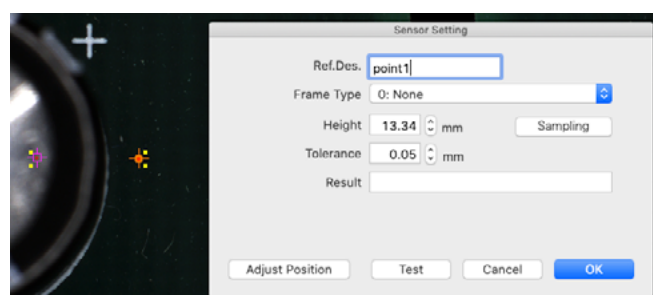 Sensor Setting
Ref.Des. point1
Frame Type 0: None
Height 13.34 mm Sampling
Tolerance 0.05 mm
Result
Adjust Position Test Cancel OK